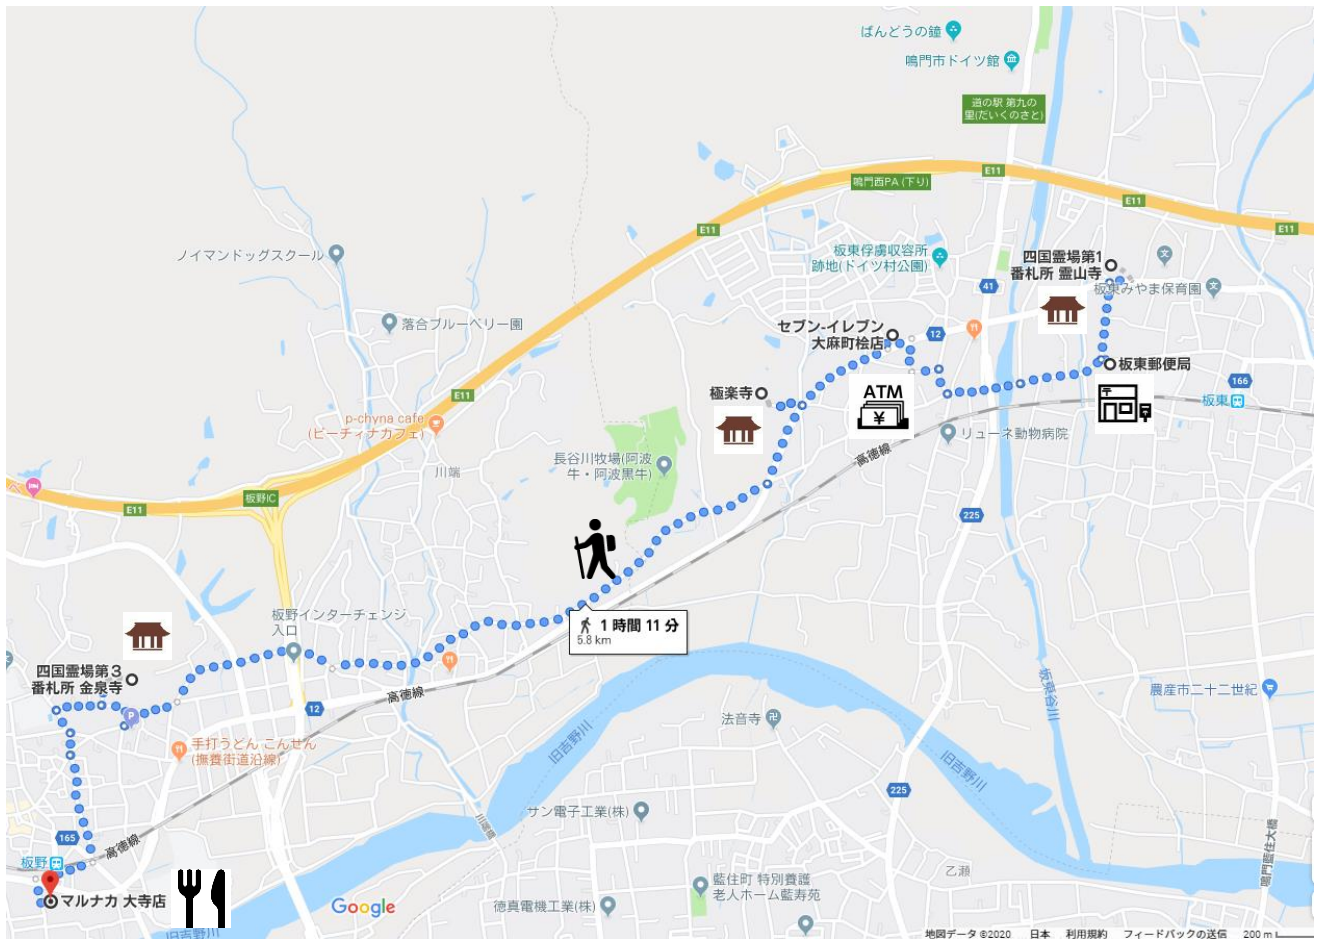 ばんどうの鐘
鳴門市ドイツ館
道の駅 第九の
里(だいくのさと)
E11
鳴門西PA (下り)
E11
E11
E11
ノイマンドッグスクール
板東俘虜収容所
跡地(ドイツ村公園)
四国霊場第1
番札所 霊山寺
板東みやま保育園
41
落合ブルーベリー園
セブン-イレブン
大麻町桧店
12
板東郵便局
166
板東
極楽寺
ATM
¥
E11
p-chyna cafe
(ピーチィナカフェ)
リューネ動物病院
高徳線
長谷川牧場(阿波
牛・阿波黒牛)
川端
板野IC
E11
225
板野インターチェンジ
入口
1 時間 11 分
5.8 km
四国霊場第3
番札所 金泉寺
P
高徳線
12
板東谷川
農産市二十二世紀
法音寺
手打うどん こんせん
(撫養街道沿線)
旧吉野川
旧吉野川
225
サン電子工業(株)
165
高徳線
板野
マルナカ 大寺店
乙瀬
鳴門藍住大橋
藍住町 特別養護
老人ホーム藍寿苑
徳真電機工業(株)
Google
旧吉野川
地図データ ©2020 日本 利用規約 フィードバックの送信 200 m